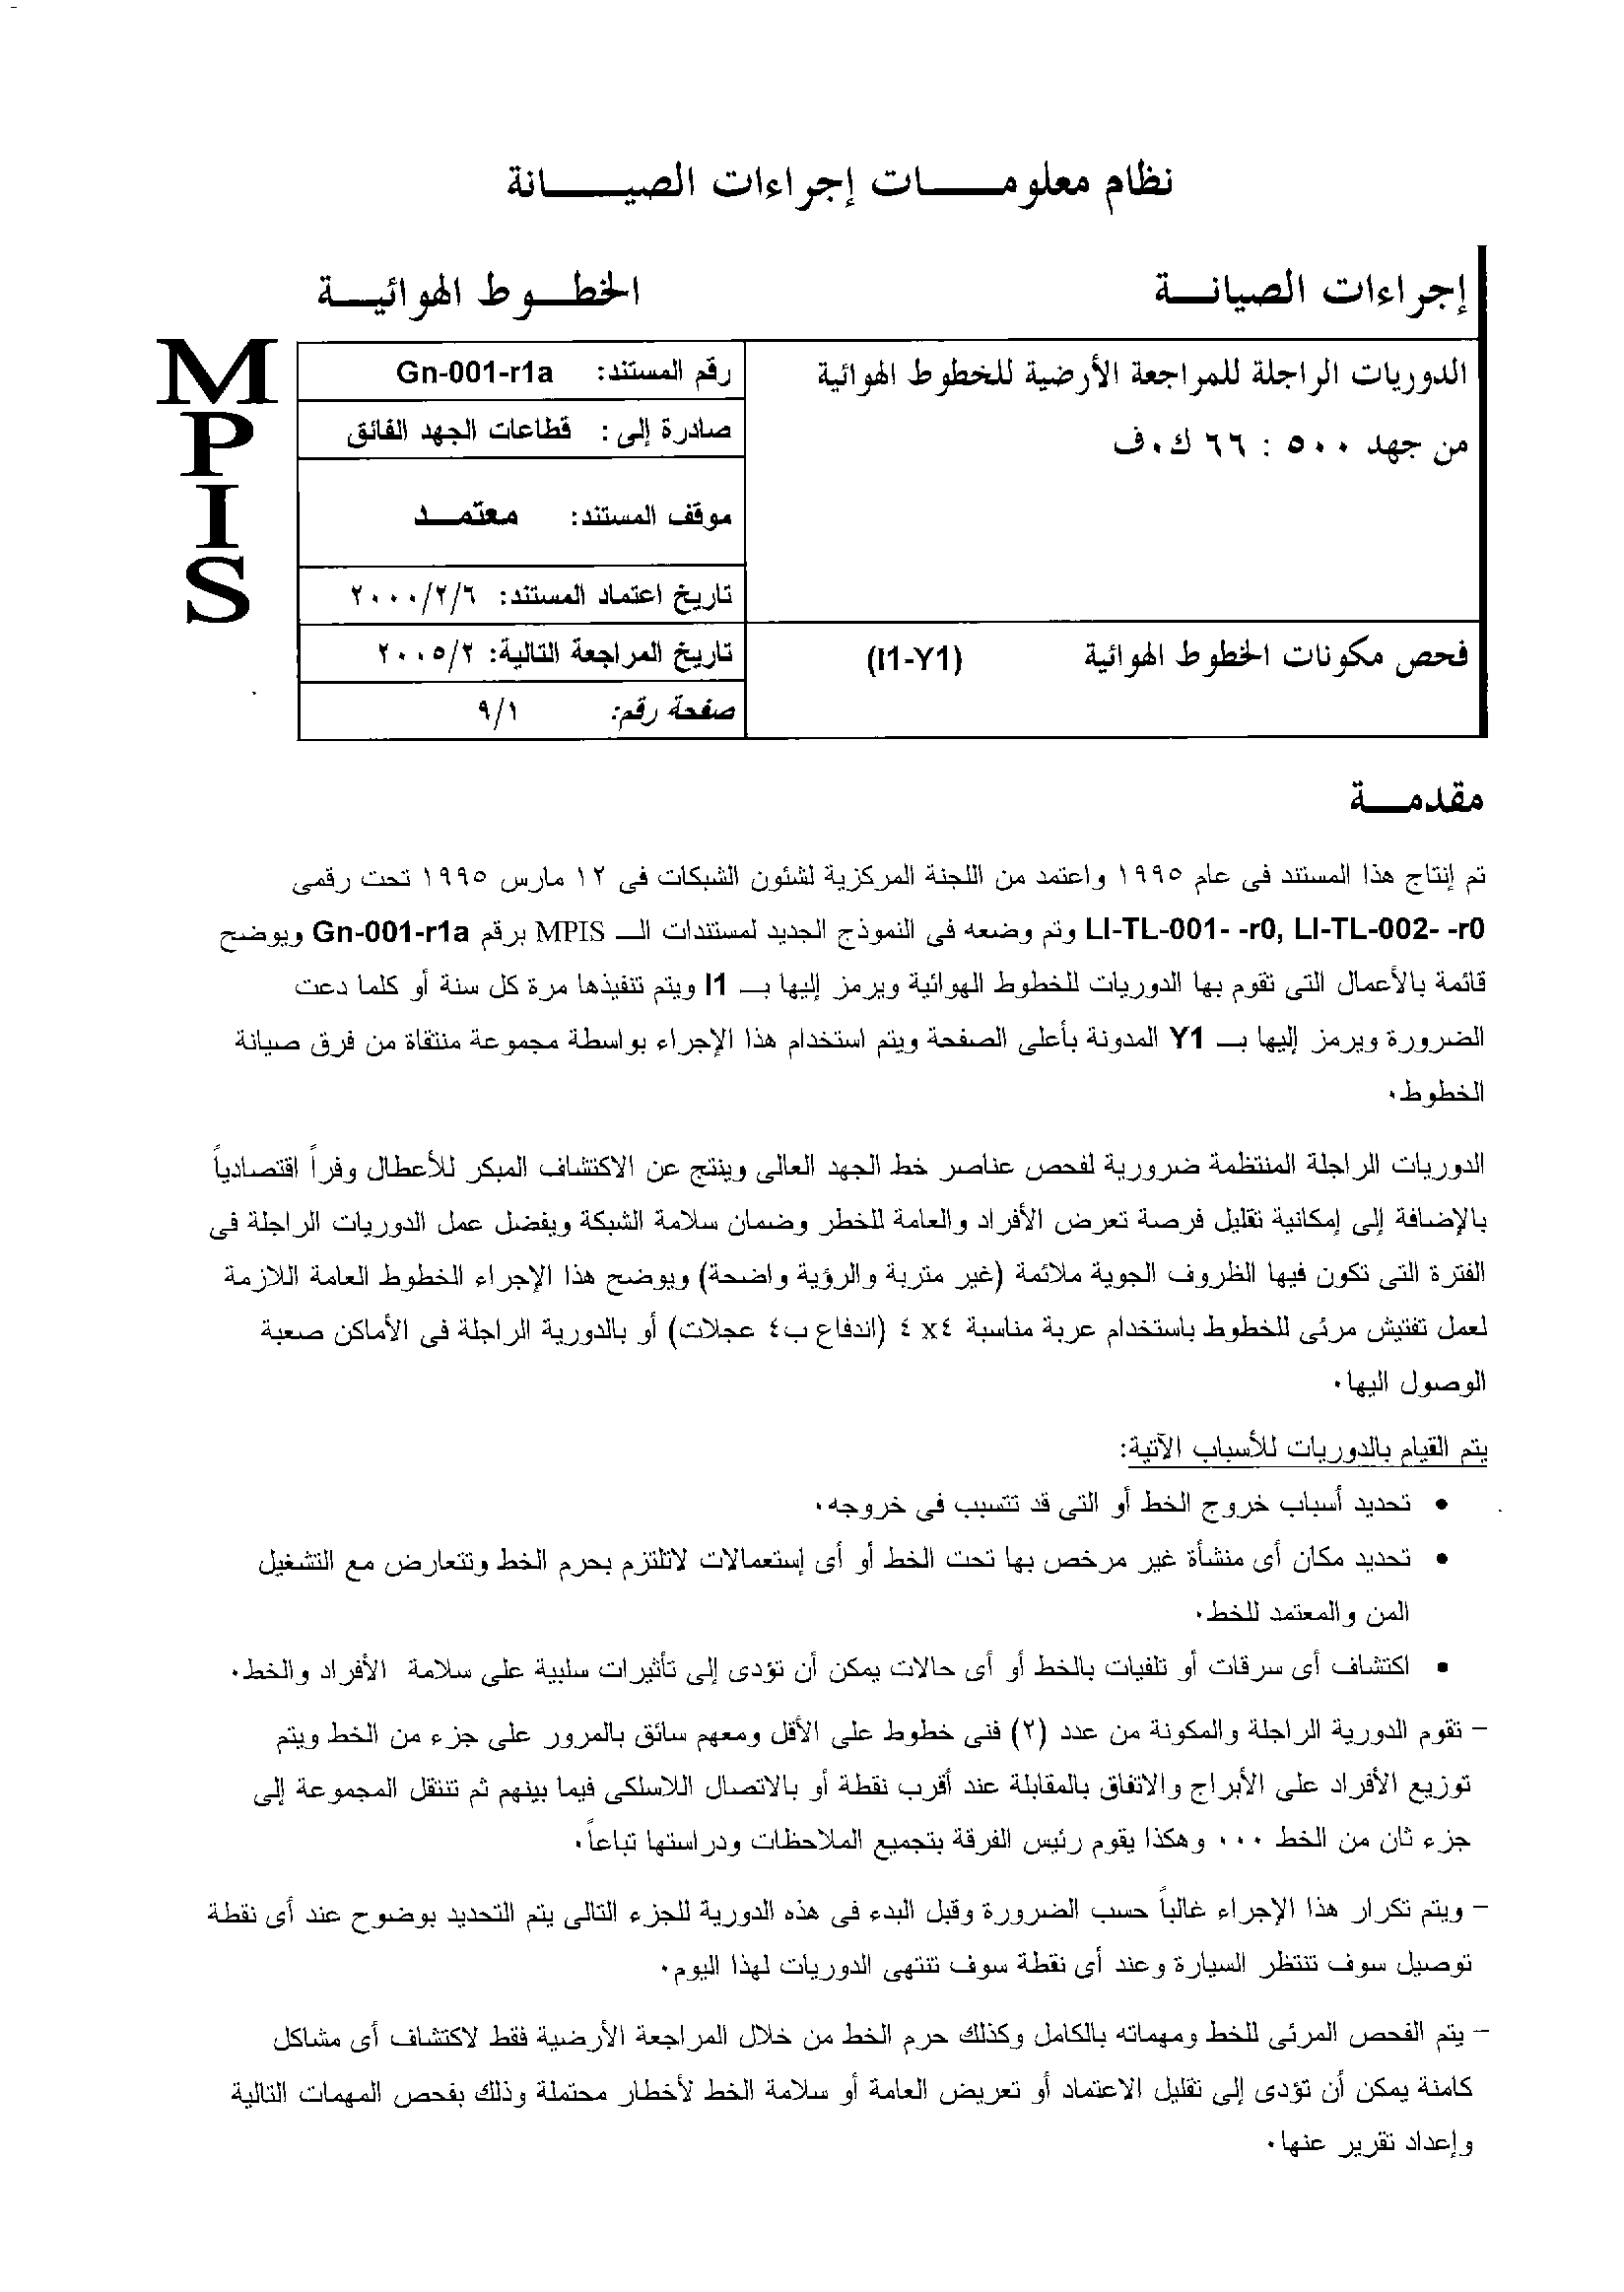 نظام معلومــــات إجراءات الصيـــــانة
إجراءات الصيانـــة
الخطـــوط الهوائيـــة
M
P
I
S
الدوريات الراجلة للمراجعة الأرضية للخطوط الهوائية
من جهد ٥٠٠ : ٦٦ ك.ف
رقم المستند: Gn-001-r1a
صادرة إلى : قطاعات الجهد الفائق
موقف المستند: معتمـــد
تاريخ اعتماد المستند: ٢٠٠٠/٢/٦
فحص مكونات الخطوط الهوائية (I1-Y1)
تاريخ المراجعة التالية: ٢٠٠٥/٢
صفحة رقم: ٩/١
مقدمـــة
تم إنتاج هذا المستند فى عام ١٩٩٥ واعتمد من اللجنة المركزية لشئون الشبكات فى ١٢ مارس ١٩٩٥ تحت رقمى
LI-TL-001- -r0, LI-TL-002- -r0 وتم وضعه فى النموذج الجديد لمستندات الـــ MPIS برقم Gn-001-r1a ويوضح
قائمة بالأعمال التى تقوم بها الدوريات للخطوط الهوائية ويرمز إليها بــ I1 ويتم تنفيذها مرة كل سنة أو كلما دعت
الضرورة ويرمز إليها بــ Y1 المدونة بأعلى الصفحة ويتم استخدام هذا الإجراء بواسطة مجموعة منتقاة من فرق صيانة
الخطوط.
الدوريات الراجلة المنتظمة ضرورية لفحص عناصر خط الجهد العالى وينتج عن الاكتشاف المبكر للأعطال وفراً اقتصادياً
بالإضافة إلى إمكانية تقليل فرصة تعرض الأفراد والعامة للخطر وضمان سلامة الشبكة ويفضل عمل الدوريات الراجلة فى
الفترة التى تكون فيها الظروف الجوية ملائمة (غير متربة والرؤية واضحة) ويوضح هذا الإجراء الخطوط العامة اللازمة
لعمل تفتيش مرئى للخطوط باستخدام عربة مناسبة ٤x ٤ (اندفاع ب٤ عجلات) أو بالدورية الراجلة فى الأماكن صعبة
الوصول اليها.
يتم القيام بالدوريات للأسباب الآتية:
• تحديد أسباب خروج الخط أو التى قد تتسبب فى خروجه.
• تحديد مكان أى منشأة غير مرخص بها تحت الخط أو أى إستعمالات لاتلتزم بحرم الخط وتتعارض مع التشغيل
المن والمعتمد للخط.
• اكتشاف أى سرقات أو تلفيات بالخط أو أى حالات يمكن أن تؤدى إلى تأثيرات سلبية على سلامة الأفراد والخط.
– تقوم الدورية الراجلة والمكونة من عدد (٢) فنى خطوط على الأقل ومعهم سائق بالمرور على جزء من الخط ويتم
توزيع الأفراد على الأبراج والاتفاق بالمقابلة عند أقرب نقطة أو بالاتصال اللاسلكى فيما بينهم ثم تنتقل المجموعة إلى
جزء ثان من الخط ٠٠٠ وهكذا يقوم رئيس الفرقة بتجميع الملاحظات ودراستها تباعاً.
– ويتم تكرار هذا الإجراء غالباً حسب الضرورة وقبل البدء فى هذه الدورية للجزء التالى يتم التحديد بوضوح عند أى نقطة
توصيل سوف تنتظر السيارة وعند أى نقطة سوف تنتهى الدوريات لهذا اليوم.
– يتم الفحص المرئى للخط ومهماته بالكامل وكذلك حرم الخط من خلال المراجعة الأرضية فقط لاكتشاف أى مشاكل
كامنة يمكن أن تؤدى إلى تقليل الاعتماد أو تعريض العامة أو سلامة الخط لأخطار محتملة وذلك بفحص المهمات التالية
وإعداد تقرير عنها.